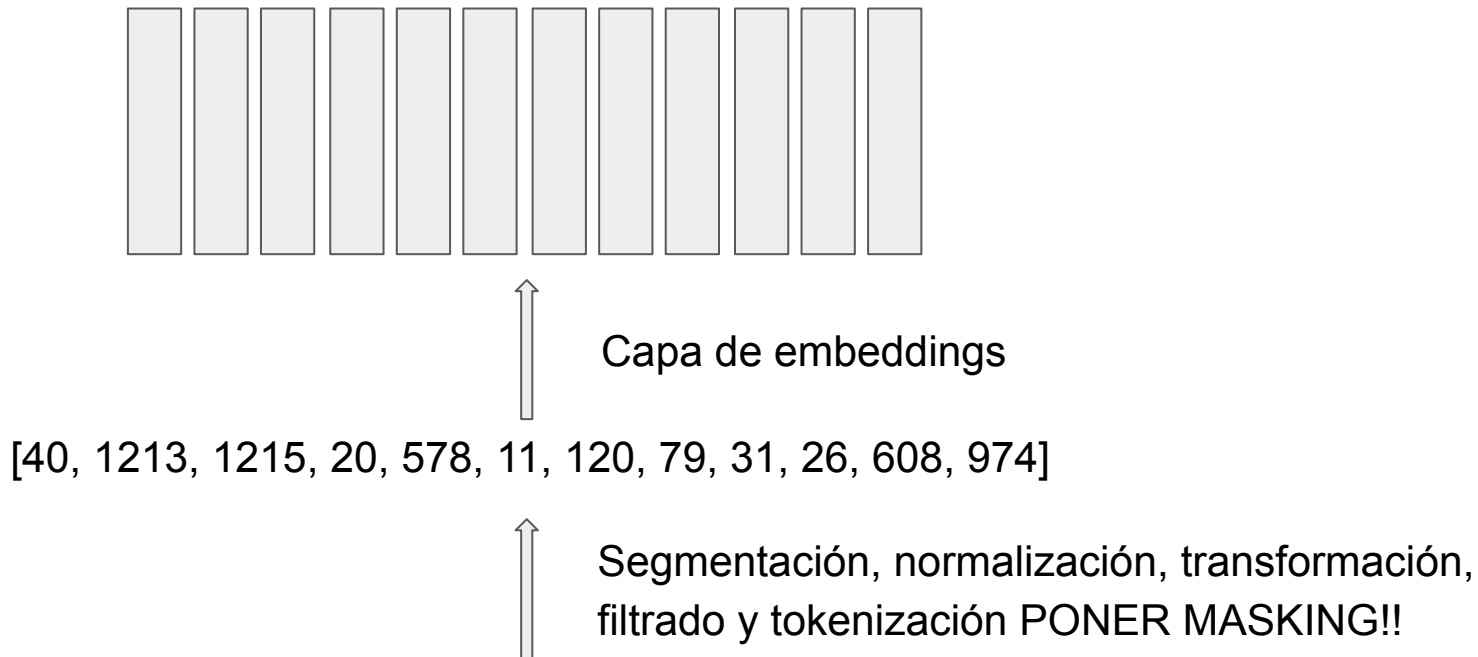 Capa de embeddings
[40, 1213, 1215, 20, 578, 11, 120, 79, 31, 26, 608, 974]
Segmentación, normalización, transformación,
filtrado y tokenización PONER MASKING!!